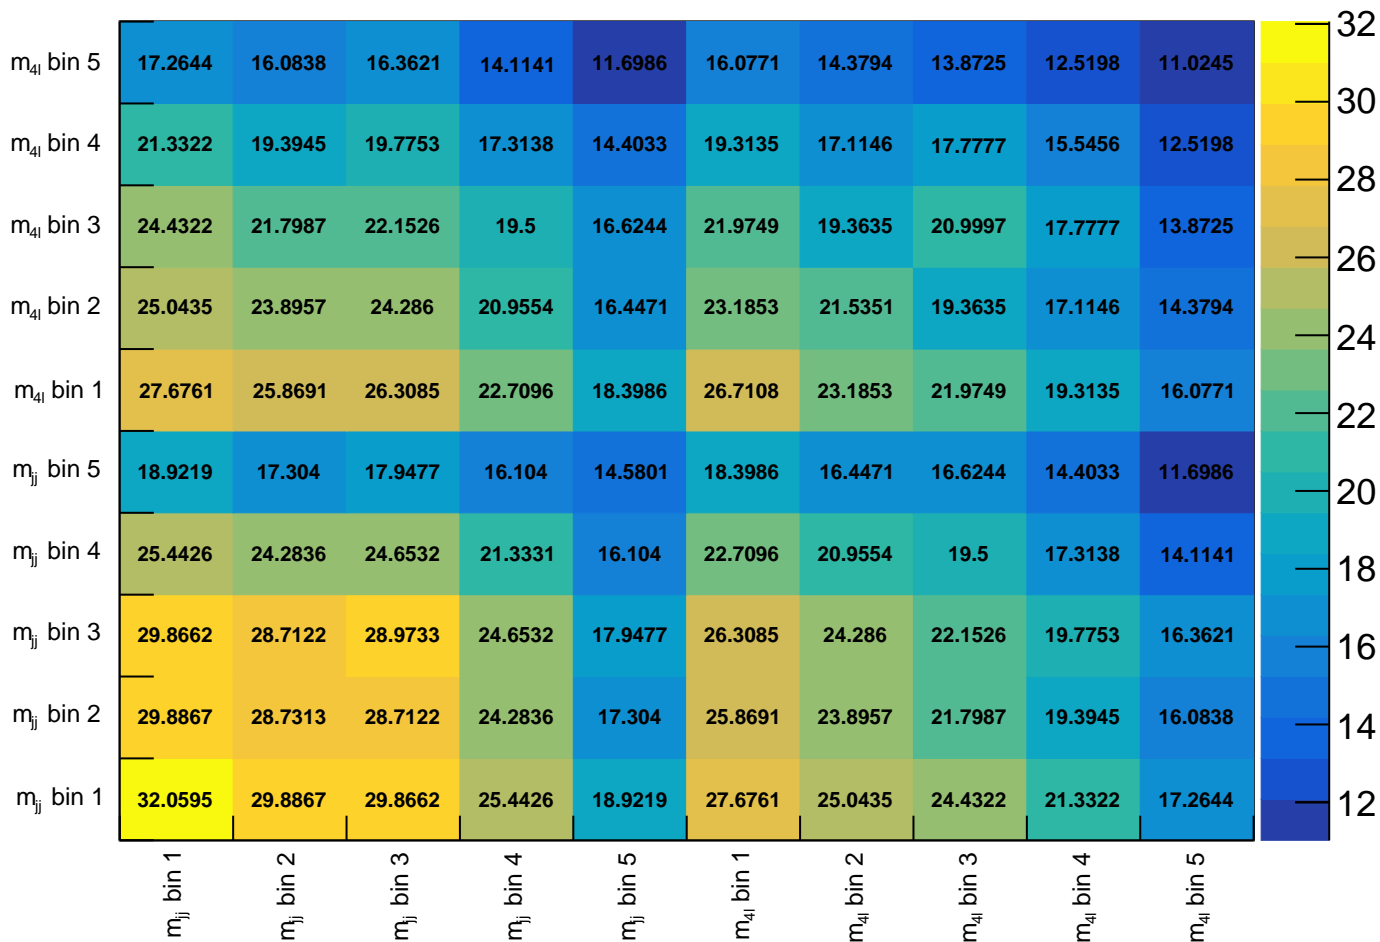 m4l bin 5 17.2644 16.0838 16.3621 14.1141 11.6986 16.0771 14.3794 13.8725 12.5198 11.0245
m4l bin 4 21.3322 19.3945 19.7753 17.3138 14.4033 19.3135 17.1146 17.7777 15.5456 12.5198
m4l bin 3 24.4322 21.7987 22.1526 19.5 16.6244 21.9749 19.3635 20.9997 17.7777 13.8725
m4l bin 2 25.0435 23.8957 24.286 20.9554 16.4471 23.1853 21.5351 19.3635 17.1146 14.3794
m4l bin 1 27.6761 25.8691 26.3085 22.7096 18.3986 26.7108 23.1853 21.9749 19.3135 16.0771
mjj bin 5 18.9219 17.304 17.9477 16.104 14.5801 18.3986 16.4471 16.6244 14.4033 11.6986
mjj bin 4 25.4426 24.2836 24.6532 21.3331 16.104 22.7096 20.9554 19.5 17.3138 14.1141
mjj bin 3 29.8662 28.7122 28.9733 24.6532 17.9477 26.3085 24.286 22.1526 19.7753 16.3621
mjj bin 2 29.8867 28.7313 28.7122 24.2836 17.304 25.8691 23.8957 21.7987 19.3945 16.0838
mjj bin 1 32.0595 29.8867 29.8662 25.4426 18.9219 27.6761 25.0435 24.4322 21.3322 17.2644
mjj bin 1
mjj bin 2
mjj bin 3
mjj bin 4
mjj bin 5
m4l bin 1
m4l bin 2
m4l bin 3
m4l bin 4
m4l bin 5
32
30
28
26
24
22
20
18
16
14
12